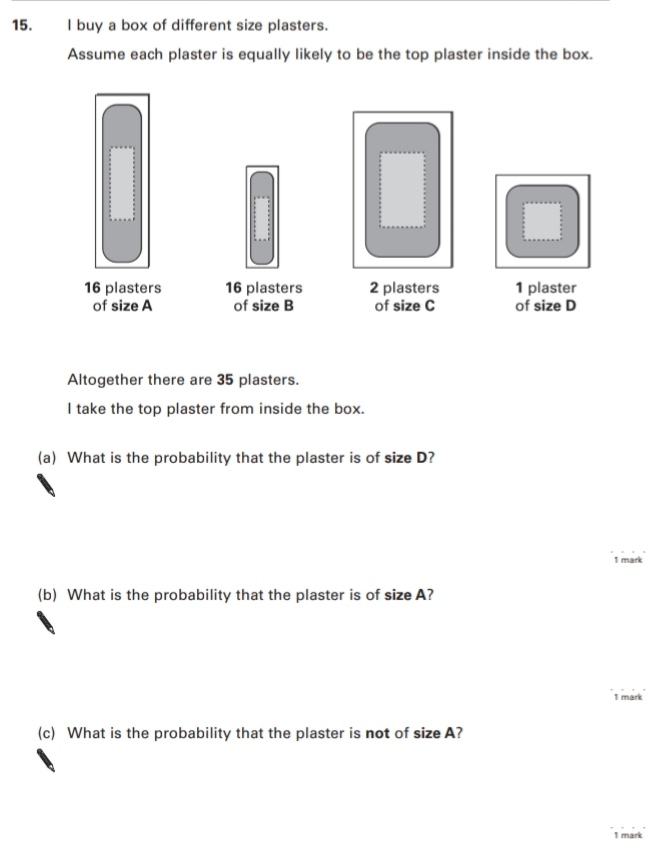 15. I buy a box of different size plasters.
Assume each plaster is equally likely to be the top plaster inside the box.
16 plasters of size A
16 plasters of size B
2 plasters of size C
1 plaster of size D
Altogether there are 35 plasters.
I take the top plaster from inside the box.
(a) What is the probability that the plaster is of size D?
1 mark
(b) What is the probability that the plaster is of size A?
1 mark
(c) What is the probability that the plaster is not of size A?
1 mark